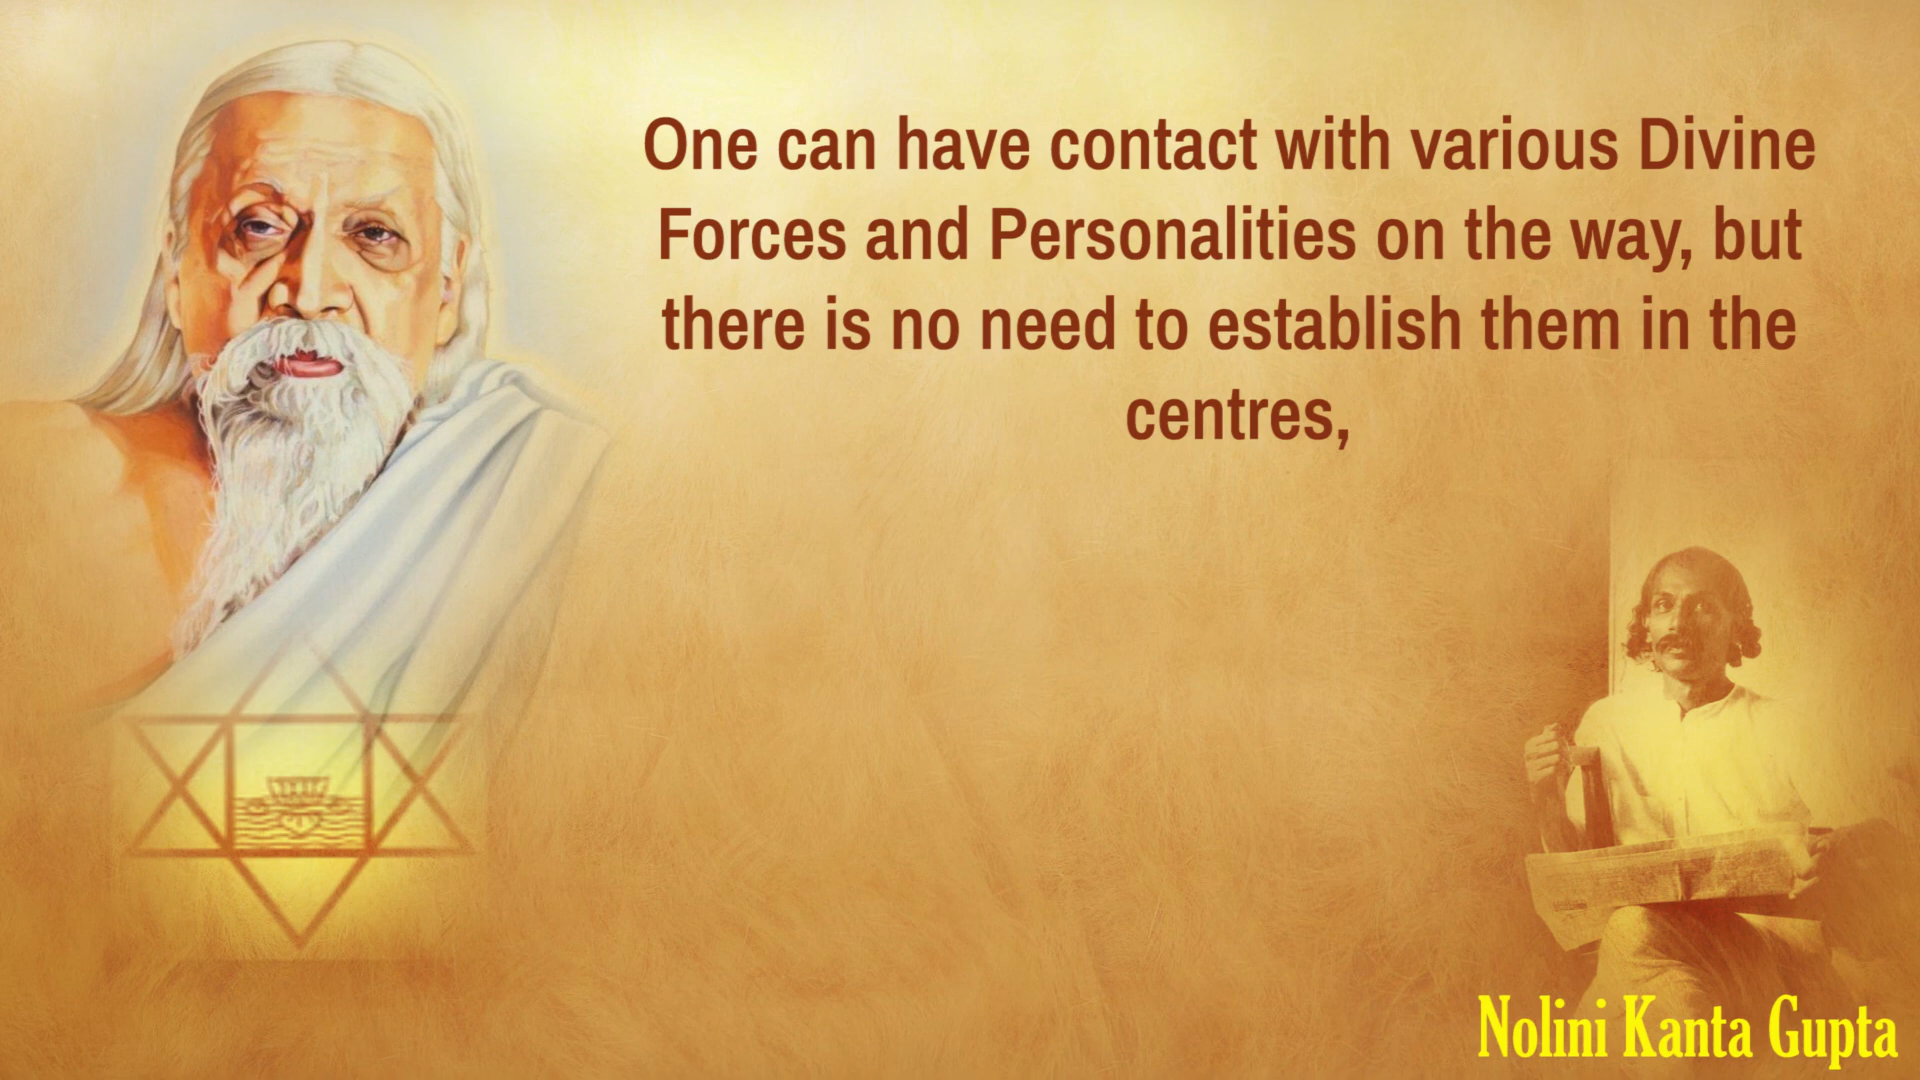 One can have contact with various Divine
Forces and Personalities on the way, but
there is no need to establish them in the
centres,
Nolini Kanta Gupta